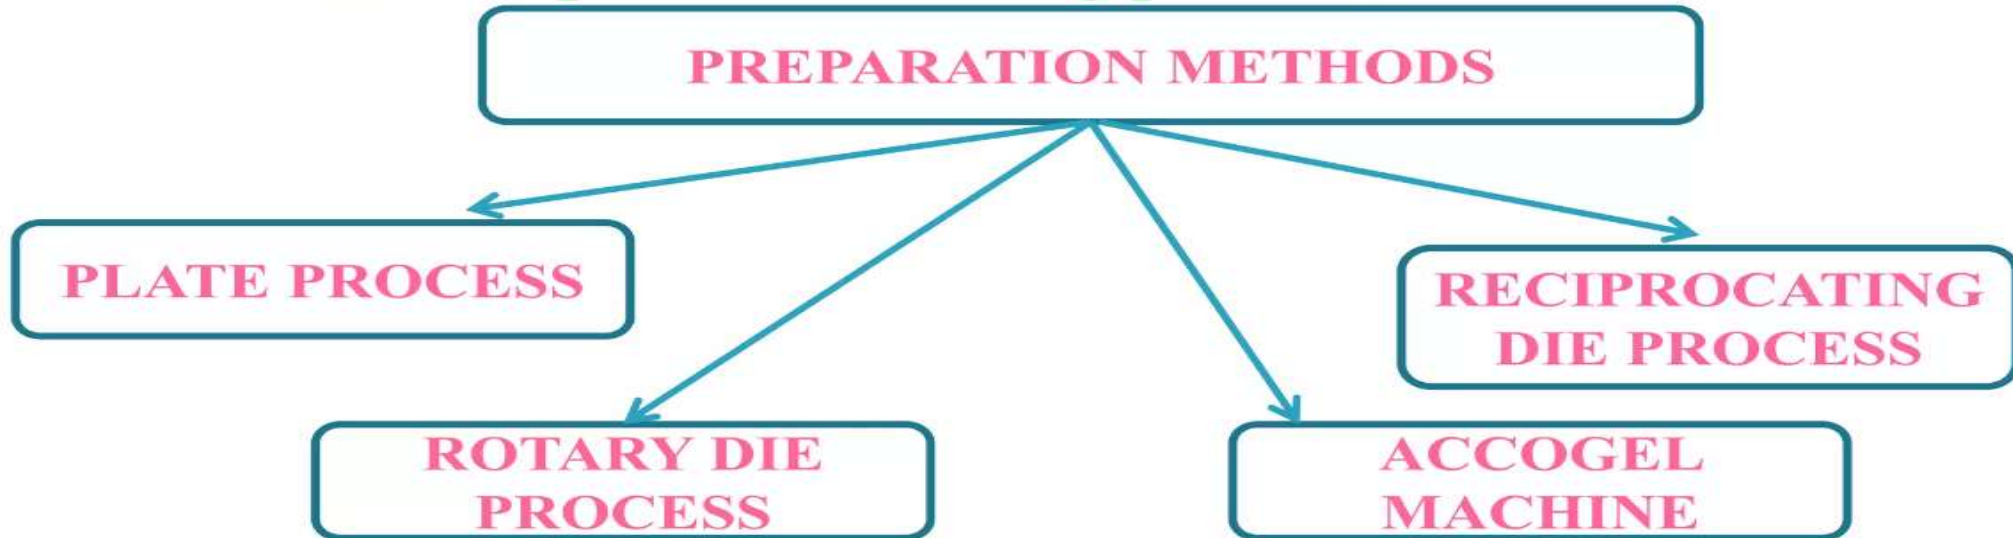 PREPARATION METHODS
PLATE PROCESS
RECIPROCATING
DIE PROCESS
ROTARY DIE
PROCESS
ACCOGEL
MACHINE